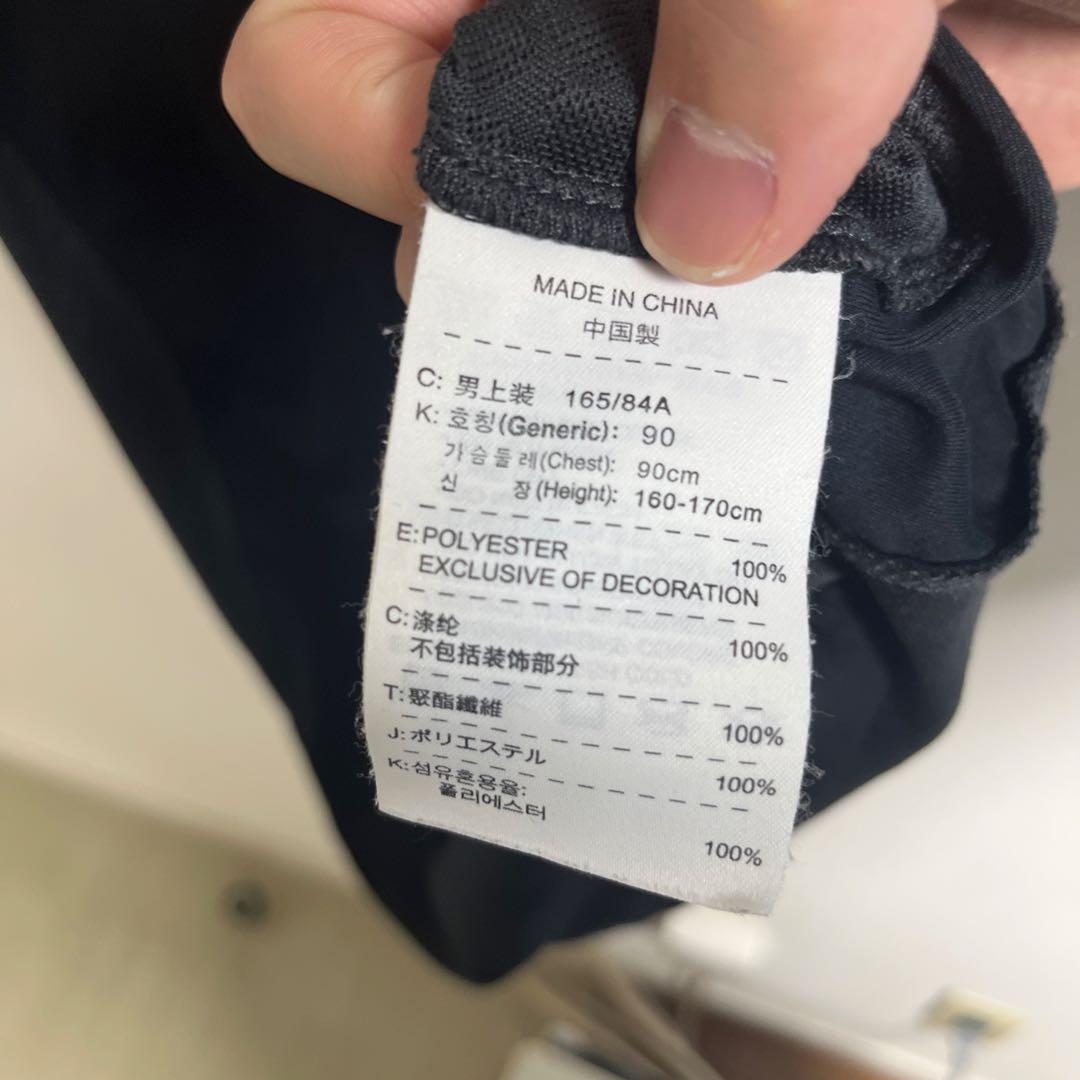 MADE IN CHINA
中国製
C: 男上装 165/84A
K: 호칭(Generic): 90
가슴둘레(Chest): 90cm
신 장(Height): 160-170cm
E: POLYESTER 100%
EXCLUSIVE OF DECORATION
C: 涤纶 100%
不包括装饰部分
T: 聚酯纖維 100%
J: ポリエステル 100%
K: 섬유혼용율:
폴리에스터 100%